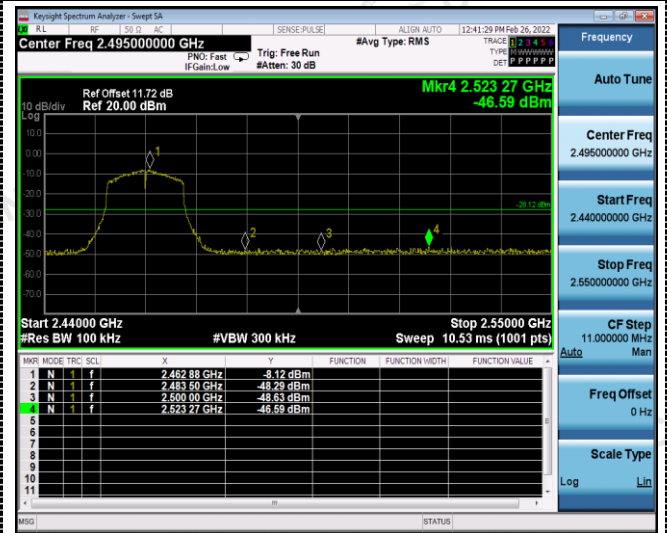 Keysight Spectrum Analyzer - Swept SA
RL RF 50 Ω AC SENSE:PULSE ALIGN AUTO 12:41:29 PM Feb 26, 2022
Center Freq 2.495000000 GHz #Avg Type: RMS TRACE 1 2 3 4 5 6
PNO: Fast Trig: Free Run TYPE M WWWWW
IFGain:Low #Atten: 30 dB DET P P P P P P
Mkr4 2.523 27 GHz
-46.59 dBm
Ref Offset 11.72 dB
10 dB/div Ref 20.00 dBm
Log
10.0
0.00
-10.0
-20.0
-30.0
-40.0
-50.0
-60.0
-70.0
1
2
3
4
-28.12 dBm
Start 2.44000 GHz Stop 2.55000 GHz
#Res BW 100 kHz #VBW 300 kHz Sweep 10.53 ms (1001 pts)
MKR MODE TRC SCL X Y FUNCTION FUNCTION WIDTH FUNCTION VALUE
1 N 1 f 2.462 88 GHz -8.12 dBm
2 N 1 f 2.483 50 GHz -48.29 dBm
3 N 1 f 2.500 00 GHz -48.63 dBm
4 N 1 f 2.523 27 GHz -46.59 dBm
5
6
7
8
9
10
11
MSG STATUS
Frequency
Auto Tune
Center Freq
2.495000000 GHz
Start Freq
2.440000000 GHz
Stop Freq
2.550000000 GHz
CF Step
11.000000 MHz
Auto Man
Freq Offset
0 Hz
Scale Type
Log Lin